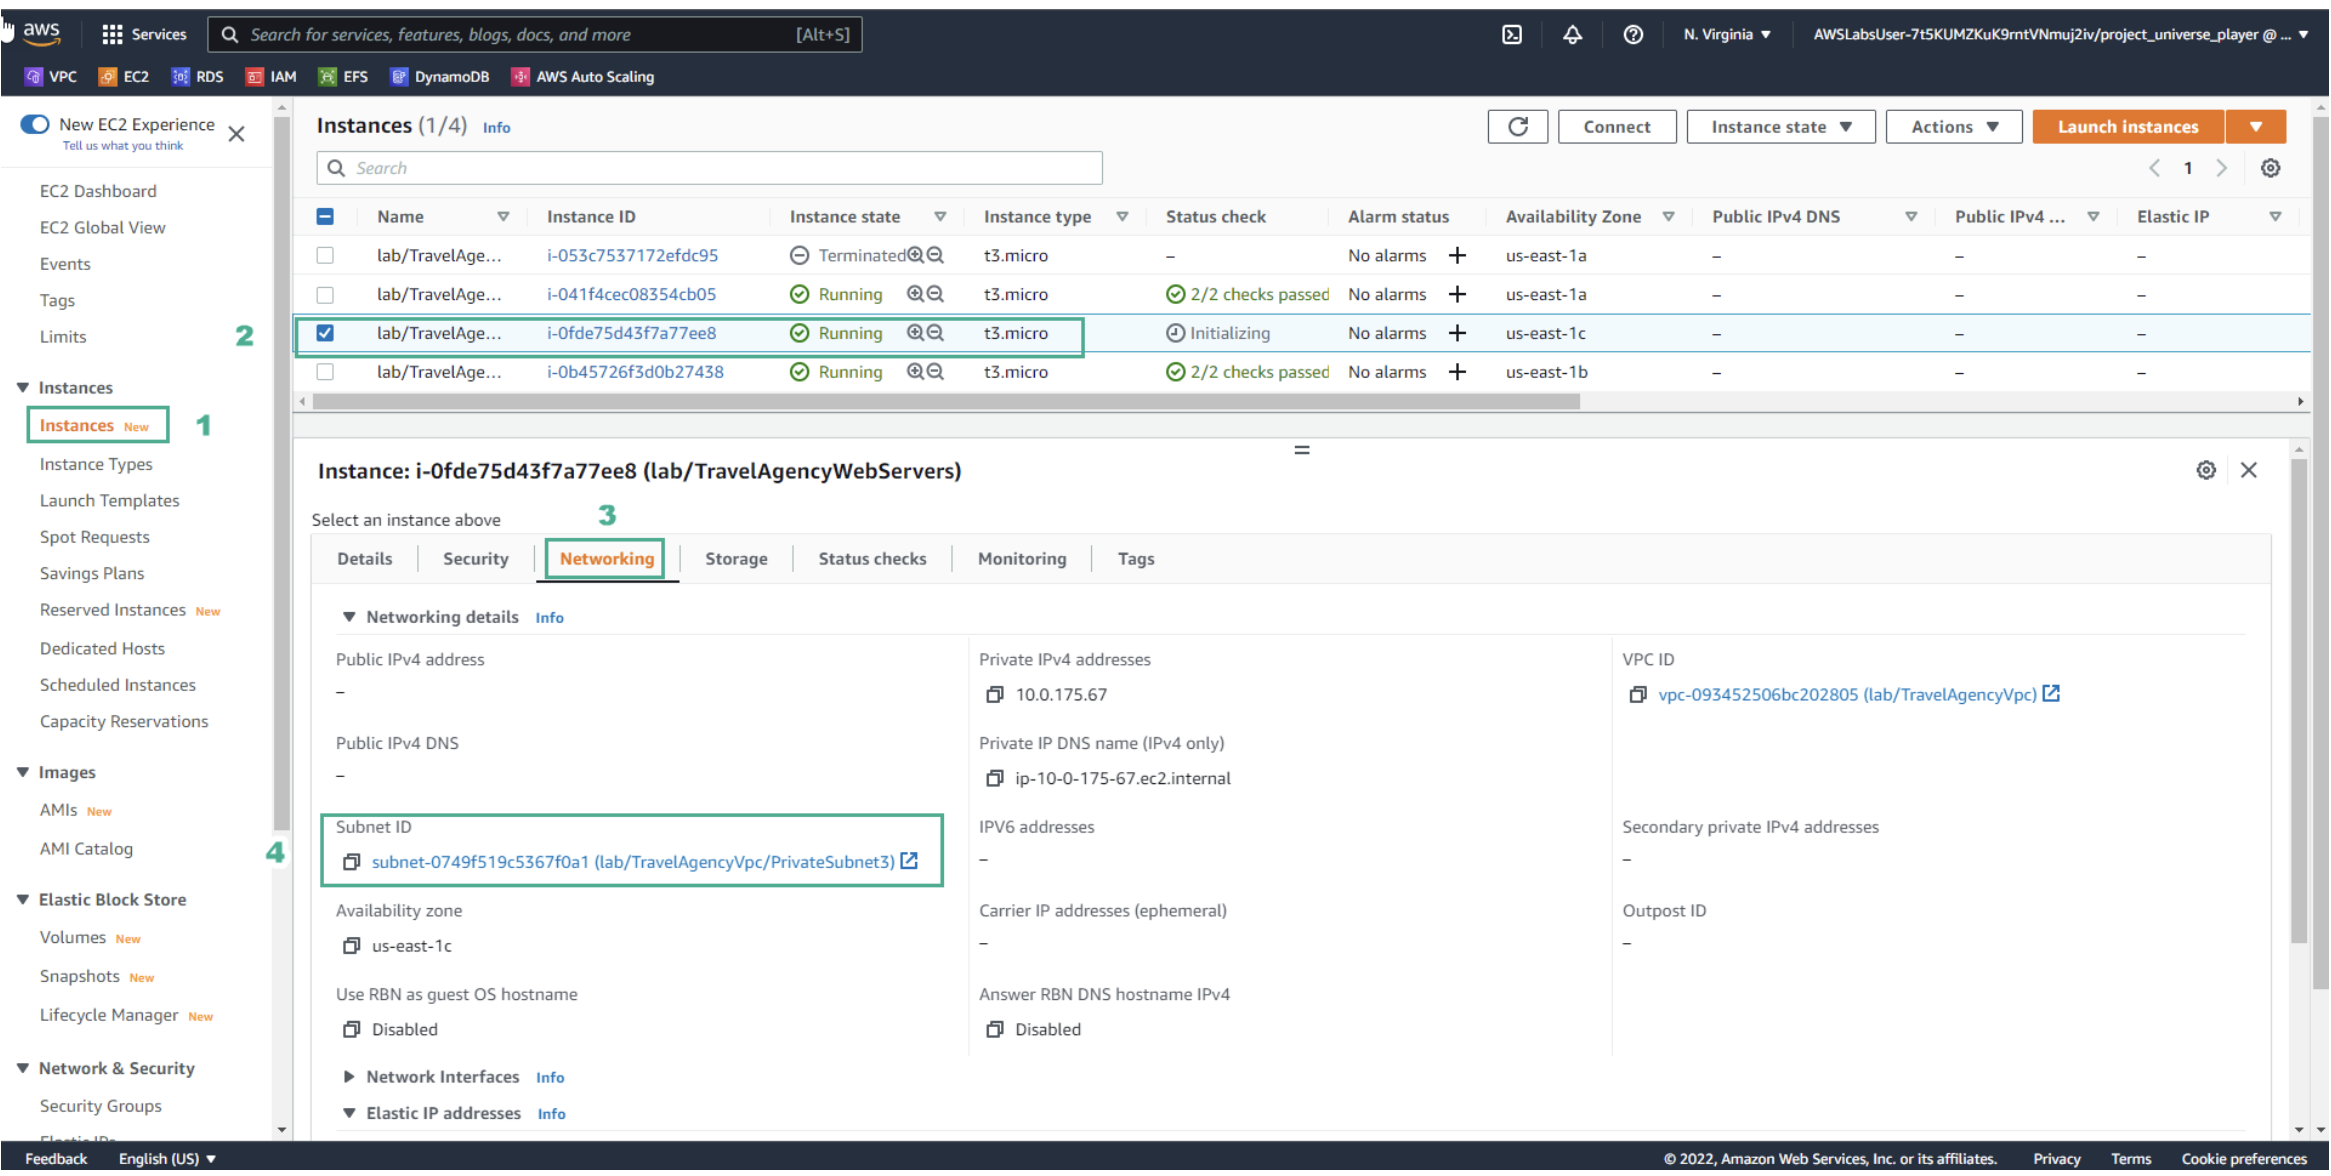 aws Services Search for services, features, blogs, docs, and more [Alt+S] N. Virginia ▼ AWSLabsUser-7t5KUMZKuK9rntVNmuj2iv/project_universe_player @ ... ▼
VPC EC2 RDS IAM EFS DynamoDB AWS Auto Scaling
New EC2 Experience
Tell us what you think
EC2 Dashboard
EC2 Global View
Events
Tags
Limits
2
Instances
Instances New
1
Instance Types
Launch Templates
Spot Requests
Savings Plans
Reserved Instances New
Dedicated Hosts
Scheduled Instances
Capacity Reservations
Images
AMIs New
AMI Catalog
4
Elastic Block Store
Volumes New
Snapshots New
Lifecycle Manager New
Network & Security
Security Groups
Elastic IPs
Instances (1/4) Info
Connect Instance state ▼ Actions ▼ Launch instances ▼
Search
1
Name Instance ID Instance state Instance type Status check Alarm status Availability Zone Public IPv4 DNS Public IPv4 ... Elastic IP
lab/TravelAge... i-053c7537172efdc95 Terminated t3.micro – No alarms + us-east-1a – – –
lab/TravelAge... i-041f4cec08354cb05 Running t3.micro 2/2 checks passed No alarms + us-east-1a – – –
lab/TravelAge... i-0fde75d43f7a77ee8 Running t3.micro Initializing No alarms + us-east-1c – – –
lab/TravelAge... i-0b45726f3d0b27438 Running t3.micro 2/2 checks passed No alarms + us-east-1b – – –
Instance: i-0fde75d43f7a77ee8 (lab/TravelAgencyWebServers)
Select an instance above
3
Details Security Networking Storage Status checks Monitoring Tags
Networking details Info
Public IPv4 address
–
Private IPv4 addresses
10.0.175.67
VPC ID
vpc-093452506bc202805 (lab/TravelAgencyVpc)
Public IPv4 DNS
–
Private IP DNS name (IPv4 only)
ip-10-0-175-67.ec2.internal
Subnet ID
subnet-0749f519c5367f0a1 (lab/TravelAgencyVpc/PrivateSubnet3)
IPV6 addresses
–
Secondary private IPv4 addresses
–
Availability zone
us-east-1c
Carrier IP addresses (ephemeral)
–
Outpost ID
–
Use RBN as guest OS hostname
Disabled
Answer RBN DNS hostname IPv4
Disabled
Network Interfaces Info
Elastic IP addresses Info
Feedback English (US) ▼ © 2022, Amazon Web Services, Inc. or its affiliates. Privacy Terms Cookie preferences